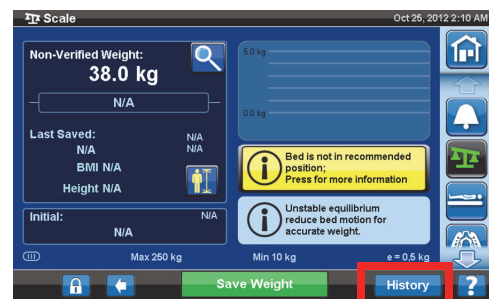 Scale
Oct 25, 2012 2:10 AM
Non-Verified Weight:
38.0 kg
N/A
Last Saved:
N/A
N/A
N/A
BMI N/A
Height N/A
Initial:
N/A
N/A
5.0 kg
0.0 kg
Bed is not in recommended
position;
Press for more information
Unstable equilibrium
reduce bed motion for
accurate weight.
III
Max 250 kg
Min 10 kg
e = 0,5 kg
Save Weight
History
?